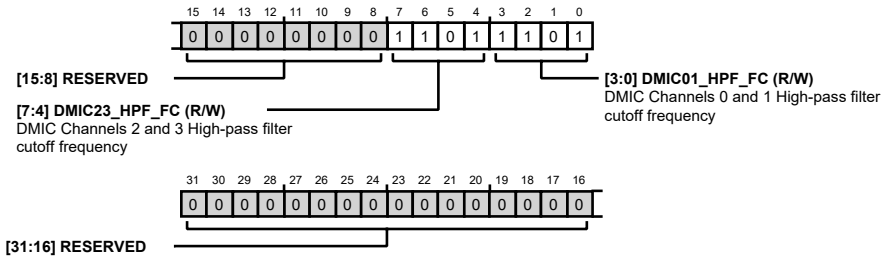 15 14 13 12 11 10 9 8 7 6 5 4 3 2 1 0
0 0 0 0 0 0 0 0 1 1 0 1 1 1 0 1
[15:8] RESERVED
[3:0] DMIC01_HPF_FC (R/W)
DMIC Channels 0 and 1 High-pass filter
cutoff frequency
[7:4] DMIC23_HPF_FC (R/W)
DMIC Channels 2 and 3 High-pass filter
cutoff frequency
31 30 29 28 27 26 25 24 23 22 21 20 19 18 17 16
0 0 0 0 0 0 0 0 0 0 0 0 0 0 0 0
[31:16] RESERVED